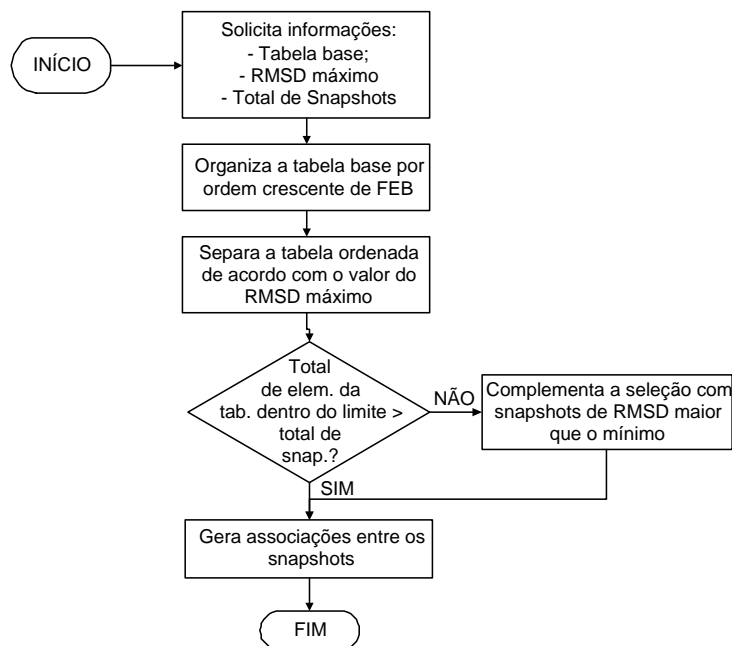 INÍCIO
Solicita informações:
- Tabela base;
- RMSD máximo
- Total de Snapshots
Organiza a tabela base por
ordem crescente de FEB
Separa a tabela ordenada
de acordo com o valor do
RMSD máximo
Total
de elem. da
tab. dentro do limite >
total de
snap.?
NÃO
Complementa a seleção com
snapshots de RMSD maior
que o mínimo
SIM
Gera associações entre os
snapshots
FIM